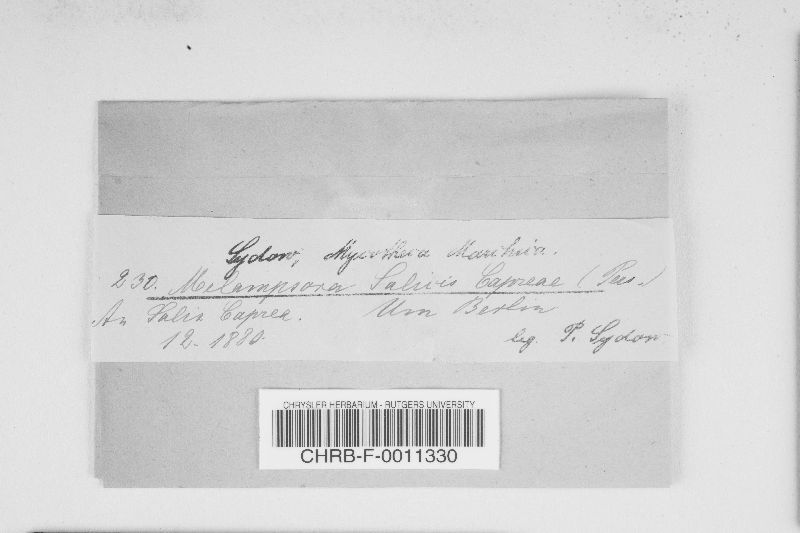 Sydow, Mycotheca Marchica.
230. Melampsora Salicis Capreae (Pers.)
An Salix Caprea. Um Berlin
12. 1880. leg. P. Sydow
CHRYSLER HERBARIUM - RUTGERS UNIVERSITY
CHRB-F-0011330